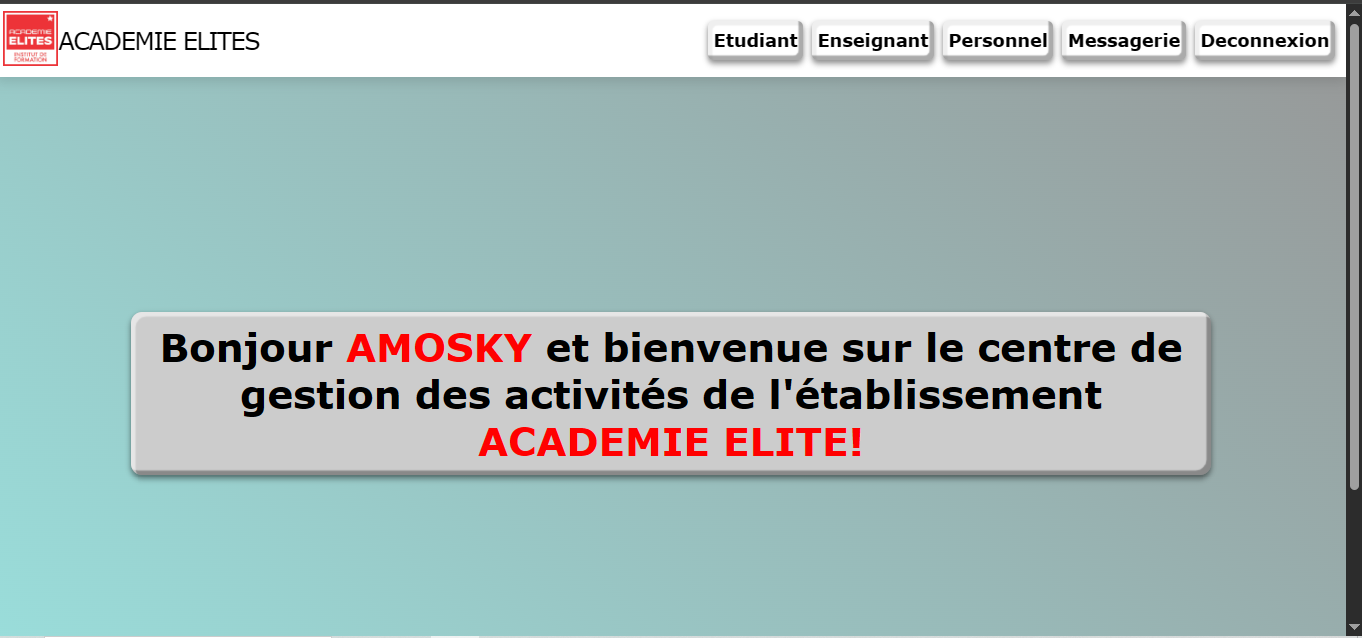 ACADEMIE
ELITES
INSTITUT DE
FORMATION
ACADEMIE ELITES
Etudiant Enseignant Personnel Messagerie Deconnexion
Bonjour AMOSKY et bienvenue sur le centre de
gestion des activités de l'établissement
ACADEMIE ELITE!